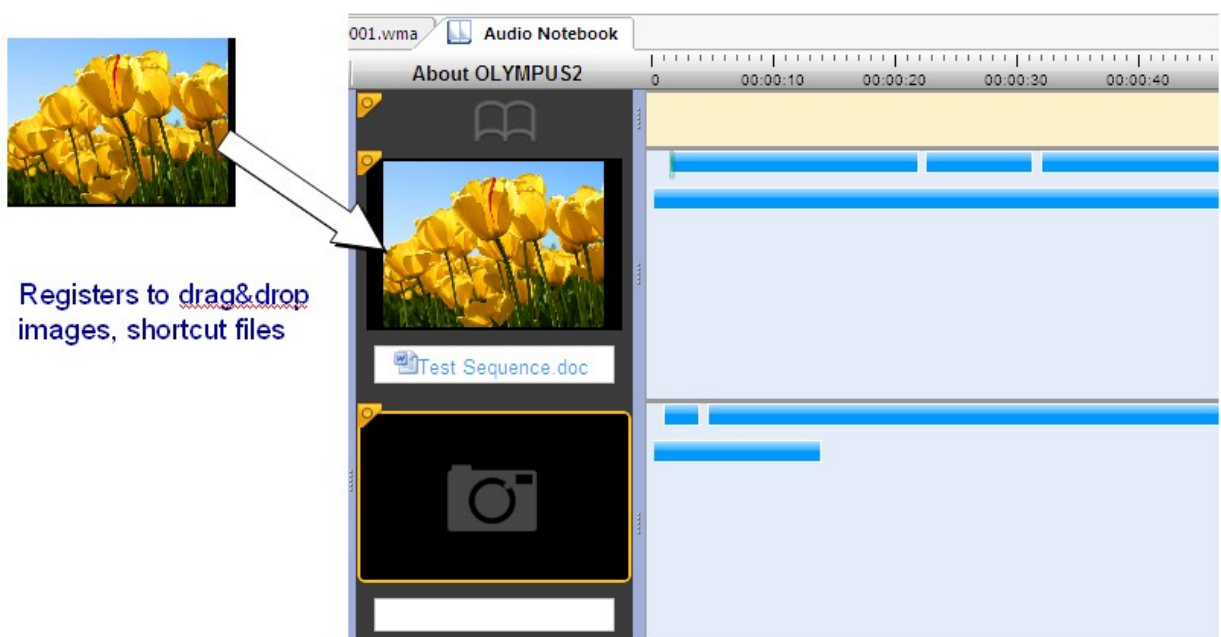 001.wma
Audio Notebook
About OLYMPUS2
0 00:00:10 00:00:20 00:00:30 00:00:40
Registers to drag&drop
images, shortcut files
Test Sequence.doc